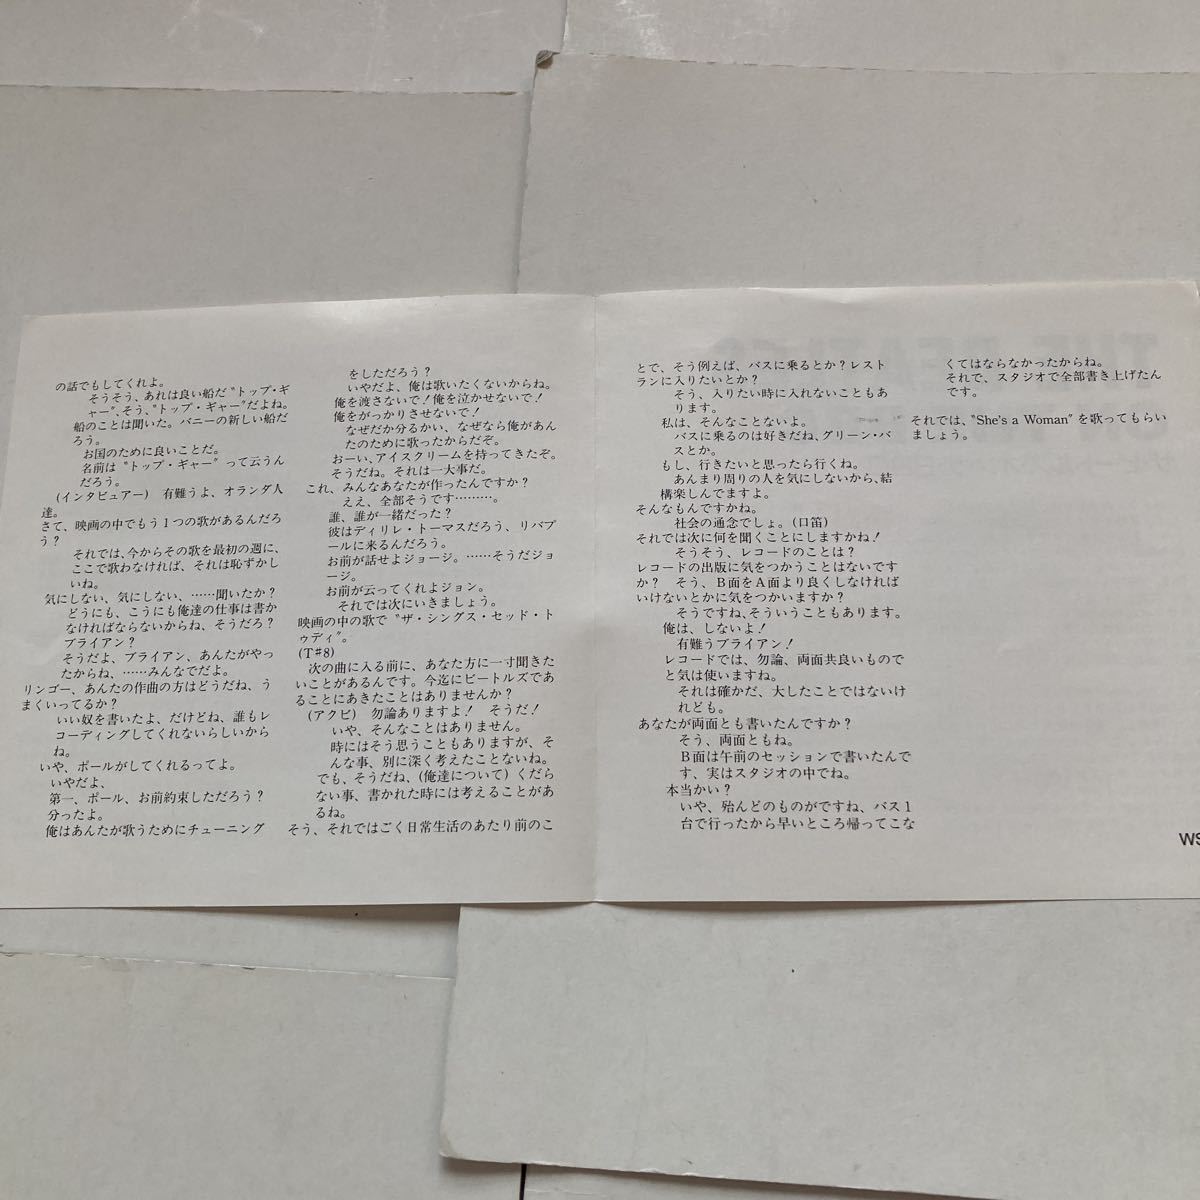 の話でもしてくれよ。
そうそう、あれは良い船だ〝トップ・ギ
ャー〟、そう、〝トップ・ギャー〟だよね。
船のことは聞いた。バニーの新しい船だ
ろう。
お国のために良いことだ。
名前は〝トップ・ギャー〟って云うん
だろう。
(インタビュアー) 有難うよ、オランダ人
達。
さて、映画の中でもう1つの歌があるんだろ
う?
それでは、今からその歌を最初の週に、
ここで歌わなければ、それは恥ずかし
いね。
気にしない、気にしない、……聞いたか?
どうにも、こうにも俺達の仕事は書か
なければならないからね、そうだろ?
ブライアン?
そうだよ、ブライアン、あんたがやっ
たからね、……みんなでだよ。
リンゴー、あんたの作曲の方はどうだね、う
まくいってるか?
いい奴を書いたよ、だけどね、誰もレ
コーディングしてくれないらしいから
ね。
いや、ポールがしてくれるってよ。
いやだよ、
第一、ポール、お前約束しただろう?
分ったよ。
俺はあんたが歌うためにチューニング
をしただろう?
いやだよ、俺は歌いたくないからね。
俺を渡さないで!俺を泣かせないで!
俺をがっかりさせないで!
なぜだか分るかい、なぜなら俺があん
たのために歌ったからだぞ。
おーい、アイスクリームを持ってきたぞ。
そうだね。それは一大事だ。
これ、みんなあなたが作ったんですか?
ええ、全部そうです………。
誰、誰が一緒だった?
彼はディリレ・トーマスだろう、リバプ
ールに来るんだろう。
お前が話せよジョージ。……そうだジョ
ージ。
お前が云ってくれよジョン。
それでは次にいきましょう。
映画の中の歌で〝ザ・シングス・セッド・ト
ゥディ〟。
(T#8)
次の曲に入る前に、あなた方に一寸聞きた
いことがあるんです。今迄にビートルズであ
ることにあきたことはありませんか?
(アクビ) 勿論ありますよ! そうだ!
いや、そんなことはありません。
時にはそう思うこともありますが、そ
んな事、別に深く考えたことないね。
でも、そうだね、(俺達について)くだら
ない事、書かれた時には考えることがあ
るね。
そう、それではごく日常生活のあたり前のこ
とで、そう例えば、バスに乗るとか?レスト
ランに入りたいとか?
そう、入りたい時に入れないこともあ
ります。
私は、そんなことないよ。
バスに乗るのは好きだね、グリーン・バ
スとか。
もし、行きたいと思ったら行くね。
あんまり周りの人を気にしないから、結
構楽しんでますよ。
そんなもんですかね。
社会の通念でしょ。(口笛)
それでは次に何を聞くことにしますかね!
そうそう、レコードのことは?
レコードの出版に気をつかうことはないです
か? そう、B面をA面より良くしなければ
いけないとかに気をつかいますか?
そうですね、そういうこともあります。
俺は、しないよ!
有難うブライアン!
レコードでは、勿論、両面共良いもので
と気は使いますね。
それは確かだ、大したことではないけ
れども。
あなたが両面とも書いたんですか?
そう、両面ともね。
B面は午前のセッションで書いたんで
す、実はスタジオの中でね。
本当かい?
いや、殆んどのものがですね、バス1
台で行ったから早いところ帰ってこな
くてはならなかったからね。
それで、スタジオで全部書き上げたん
です。
それでは、〝She's a Woman〟を歌ってもらい
ましょう。
WS